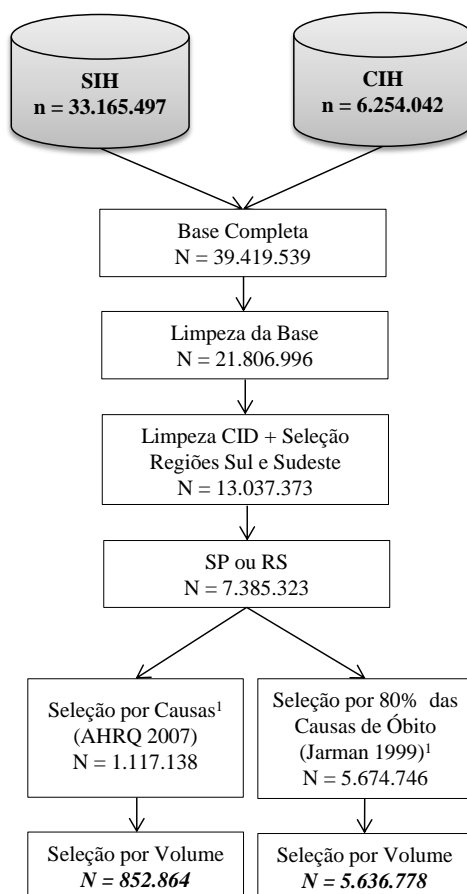 SIH
n = 33.165.497
CIH
n = 6.254.042
Base Completa
N = 39.419.539
Limpeza da Base
N = 21.806.996
Limpeza CID + Seleção
Regiões Sul e Sudeste
N = 13.037.373
SP ou RS
N = 7.385.323
Seleção por Causas¹
(AHRQ 2007)
N = 1.117.138
Seleção por 80% das
Causas de Óbito
(Jarman 1999)¹
N = 5.674.746
Seleção por Volume
N = 852.864
Seleção por Volume
N = 5.636.778